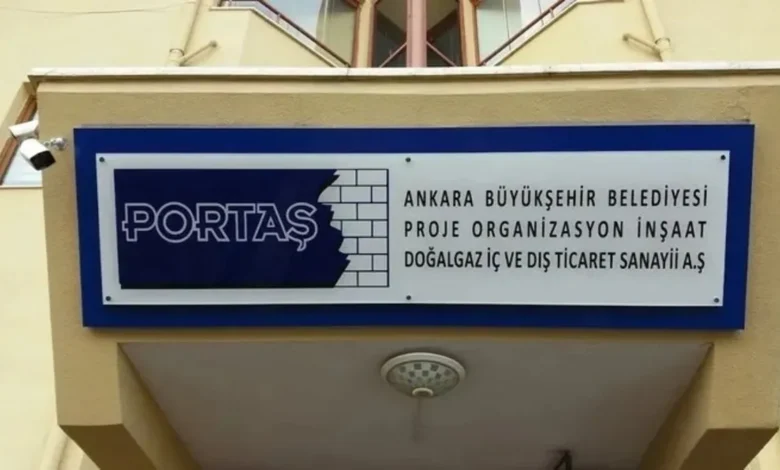 PORTAŞ
ANKARA BÜYÜKŞEHİR BELEDİYESİ
PROJE ORGANİZASYON İNŞAAT
DOĞALGAZ İÇ VE DIŞ TİCARET SANAYİİ A.Ş